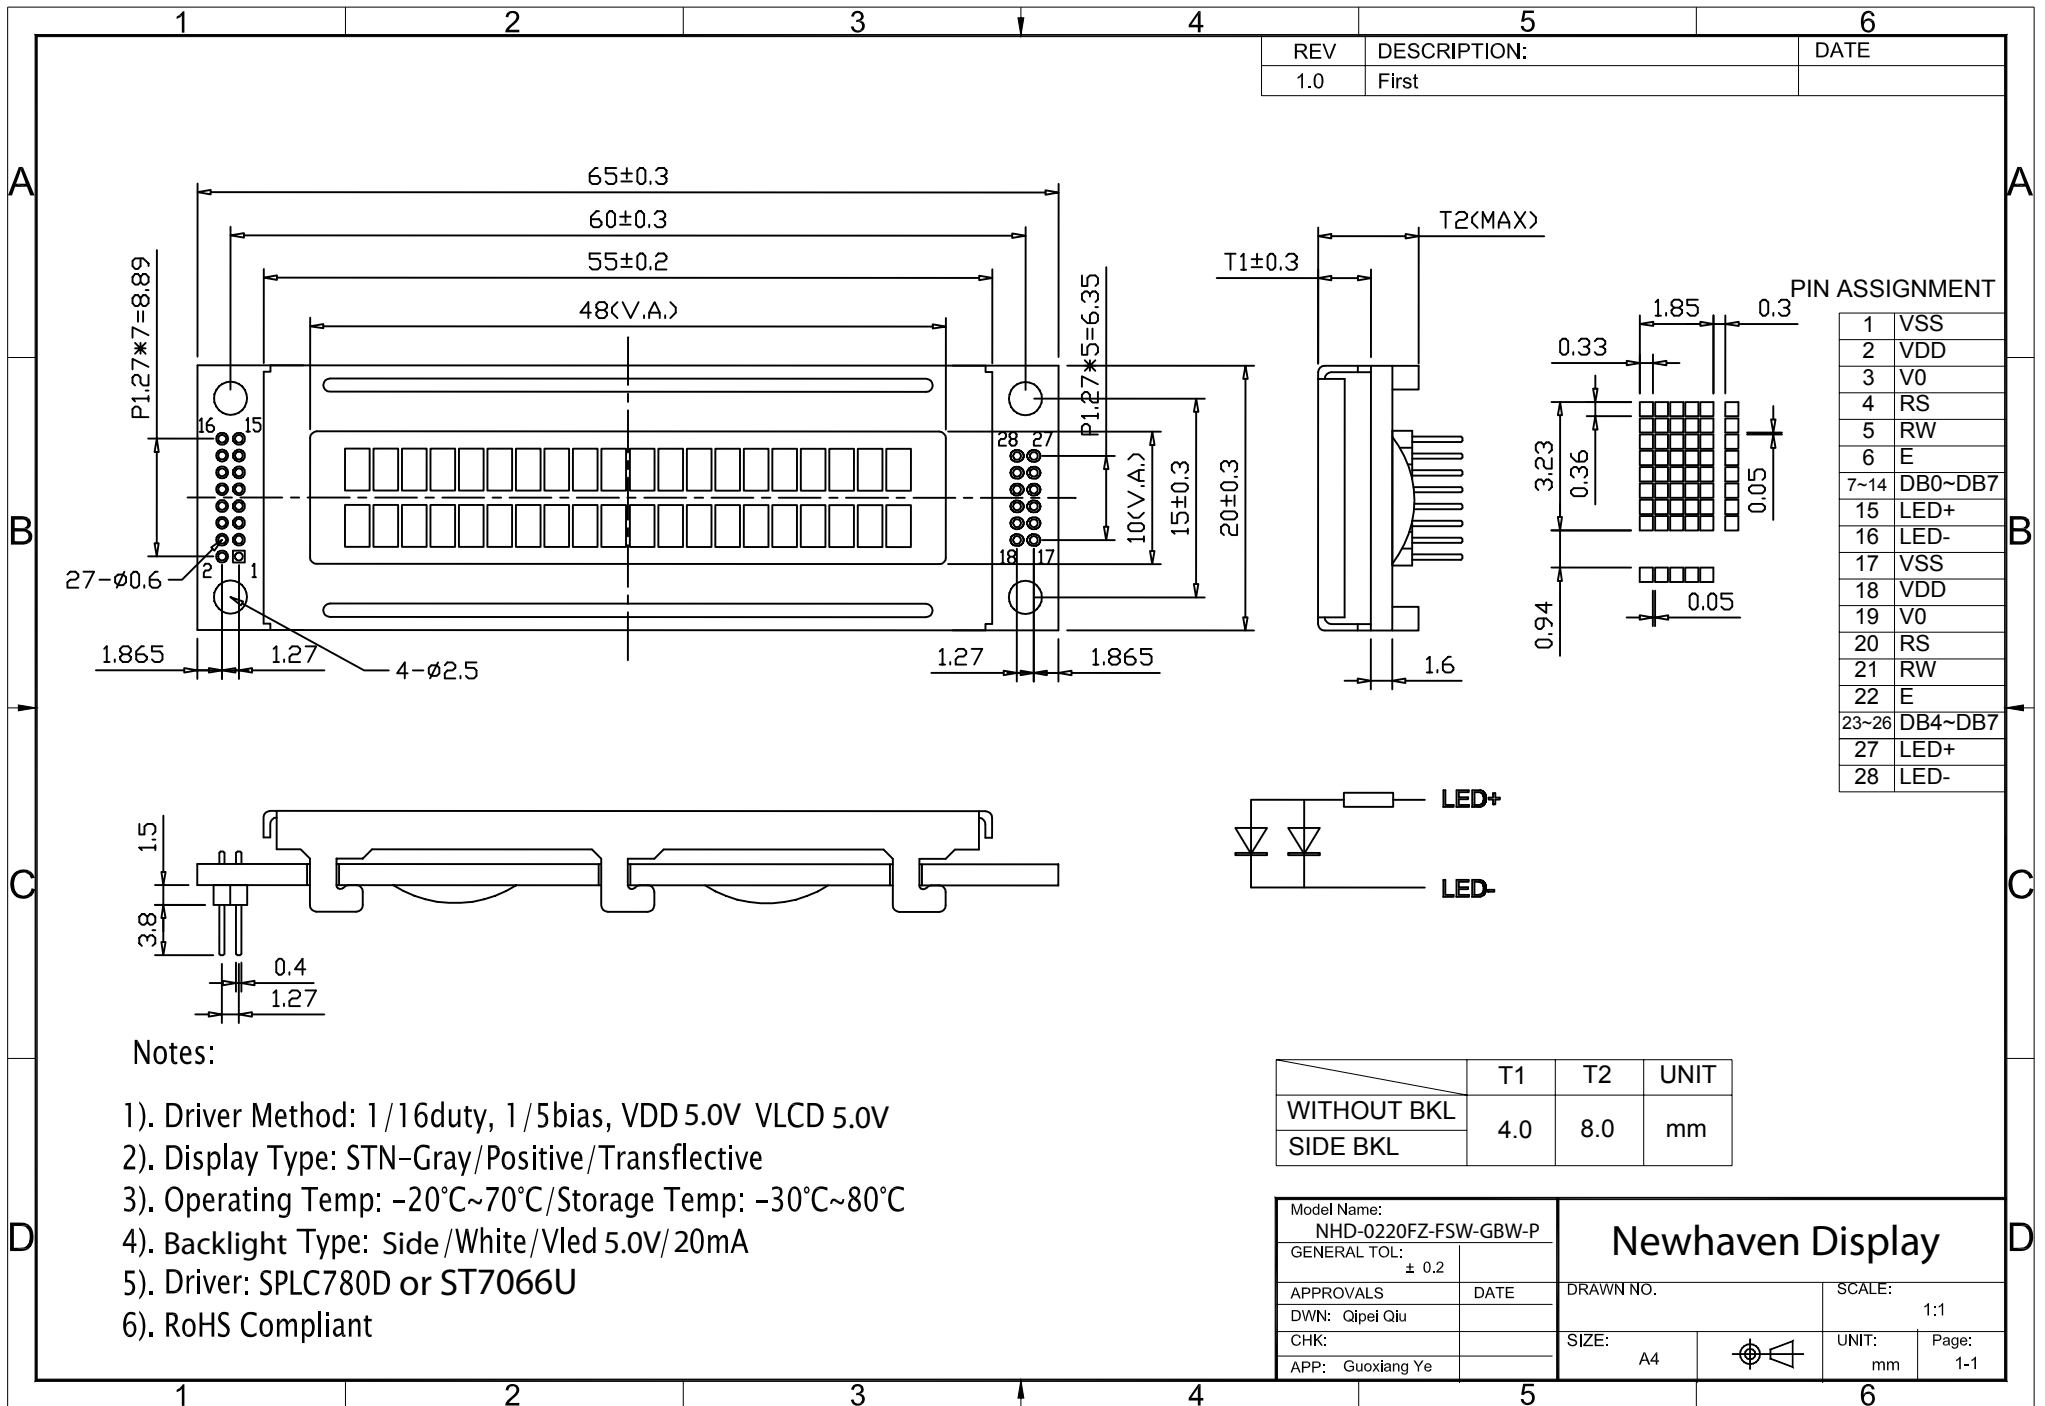 1 2 3 4 5 6
REV DESCRIPTION: DATE
1.0 First
A A
65±0.3
60±0.3
55±0.2
48(V.A.)
P1.27*7=8.89
P1.27*5=6.35
16 15
28 27
2 1
18 17
10(V.A.)
15±0.3
20±0.3
27-ø0.6
1.865 1.27
4-ø2.5
1.27 1.865
T2(MAX)
T1±0.3
1.6
1.85 0.3
0.33
3.23
0.36
0.05
0.94
0.05
B B
PIN ASSIGNMENT
1 VSS
2 VDD
3 V0
4 RS
5 RW
6 E
7~14 DB0~DB7
15 LED+
16 LED-
17 VSS
18 VDD
19 V0
20 RS
21 RW
22 E
23~26 DB4~DB7
27 LED+
28 LED-
1.5
3.8
0.4
1.27
LED+
LED-
C C
Notes:
1). Driver Method: 1/16duty, 1/5bias, VDD 5.0V VLCD 5.0V
2). Display Type: STN-Gray/Positive/Transflective
3). Operating Temp: -20°C~70°C/Storage Temp: -30°C~80°C
4). Backlight Type: Side/White/Vled 5.0V/20mA
5). Driver: SPLC780D or ST7066U
6). RoHS Compliant
T1 T2 UNIT
WITHOUT BKL
SIDE BKL
4.0 8.0 mm
D D
Model Name:
NHD-0220FZ-FSW-GBW-P
Newhaven Display
GENERAL TOL:
± 0.2
APPROVALS DATE
DWN: Qipei Qiu
CHK:
APP: Guoxiang Ye
DRAWN NO.
SCALE:
1:1
SIZE:
A4
UNIT:
mm
Page:
1-1
1 2 3 4 5 6